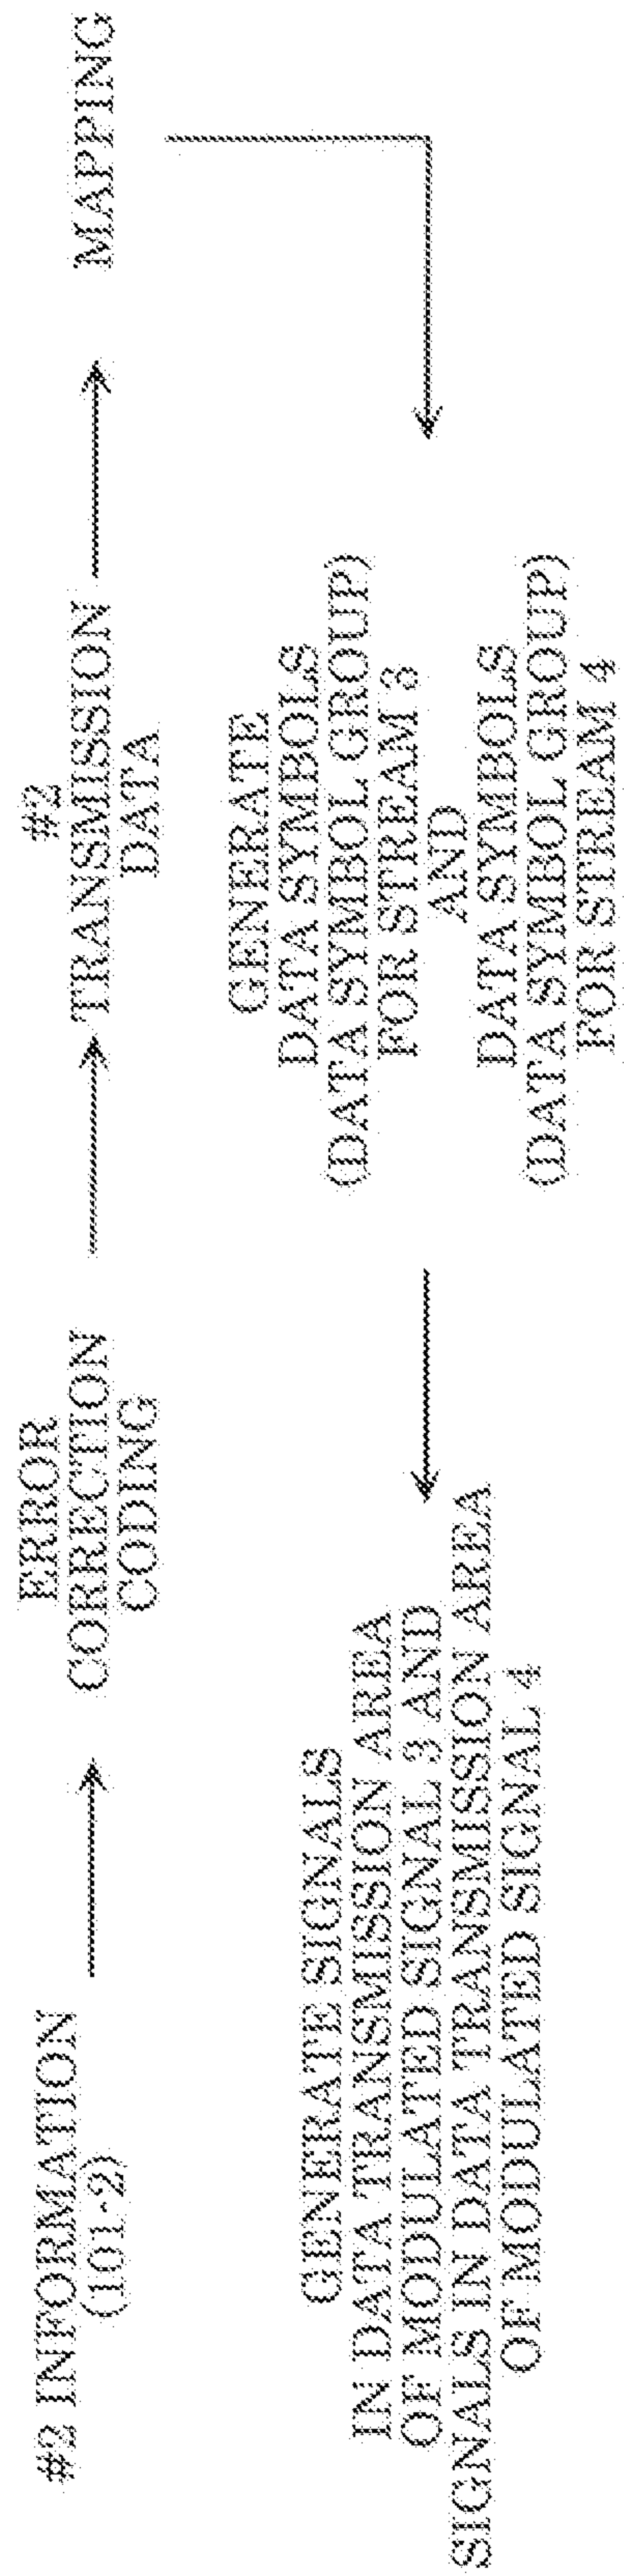 #2 INFORMATION
(101-2)
ERROR
CORRECTION
CODING
#2
TRANSMISSION
DATA
MAPPING
GENERATE
DATA SYMBOLS
(DATA SYMBOL GROUP)
FOR STREAM 3
AND
DATA SYMBOLS
(DATA SYMBOL GROUP)
FOR STREAM 4
GENERATE SIGNALS
IN DATA TRANSMISSION AREA
OF MODULATED SIGNAL 3 AND
SIGNALS IN DATA TRANSMISSION AREA
OF MODULATED SIGNAL 4